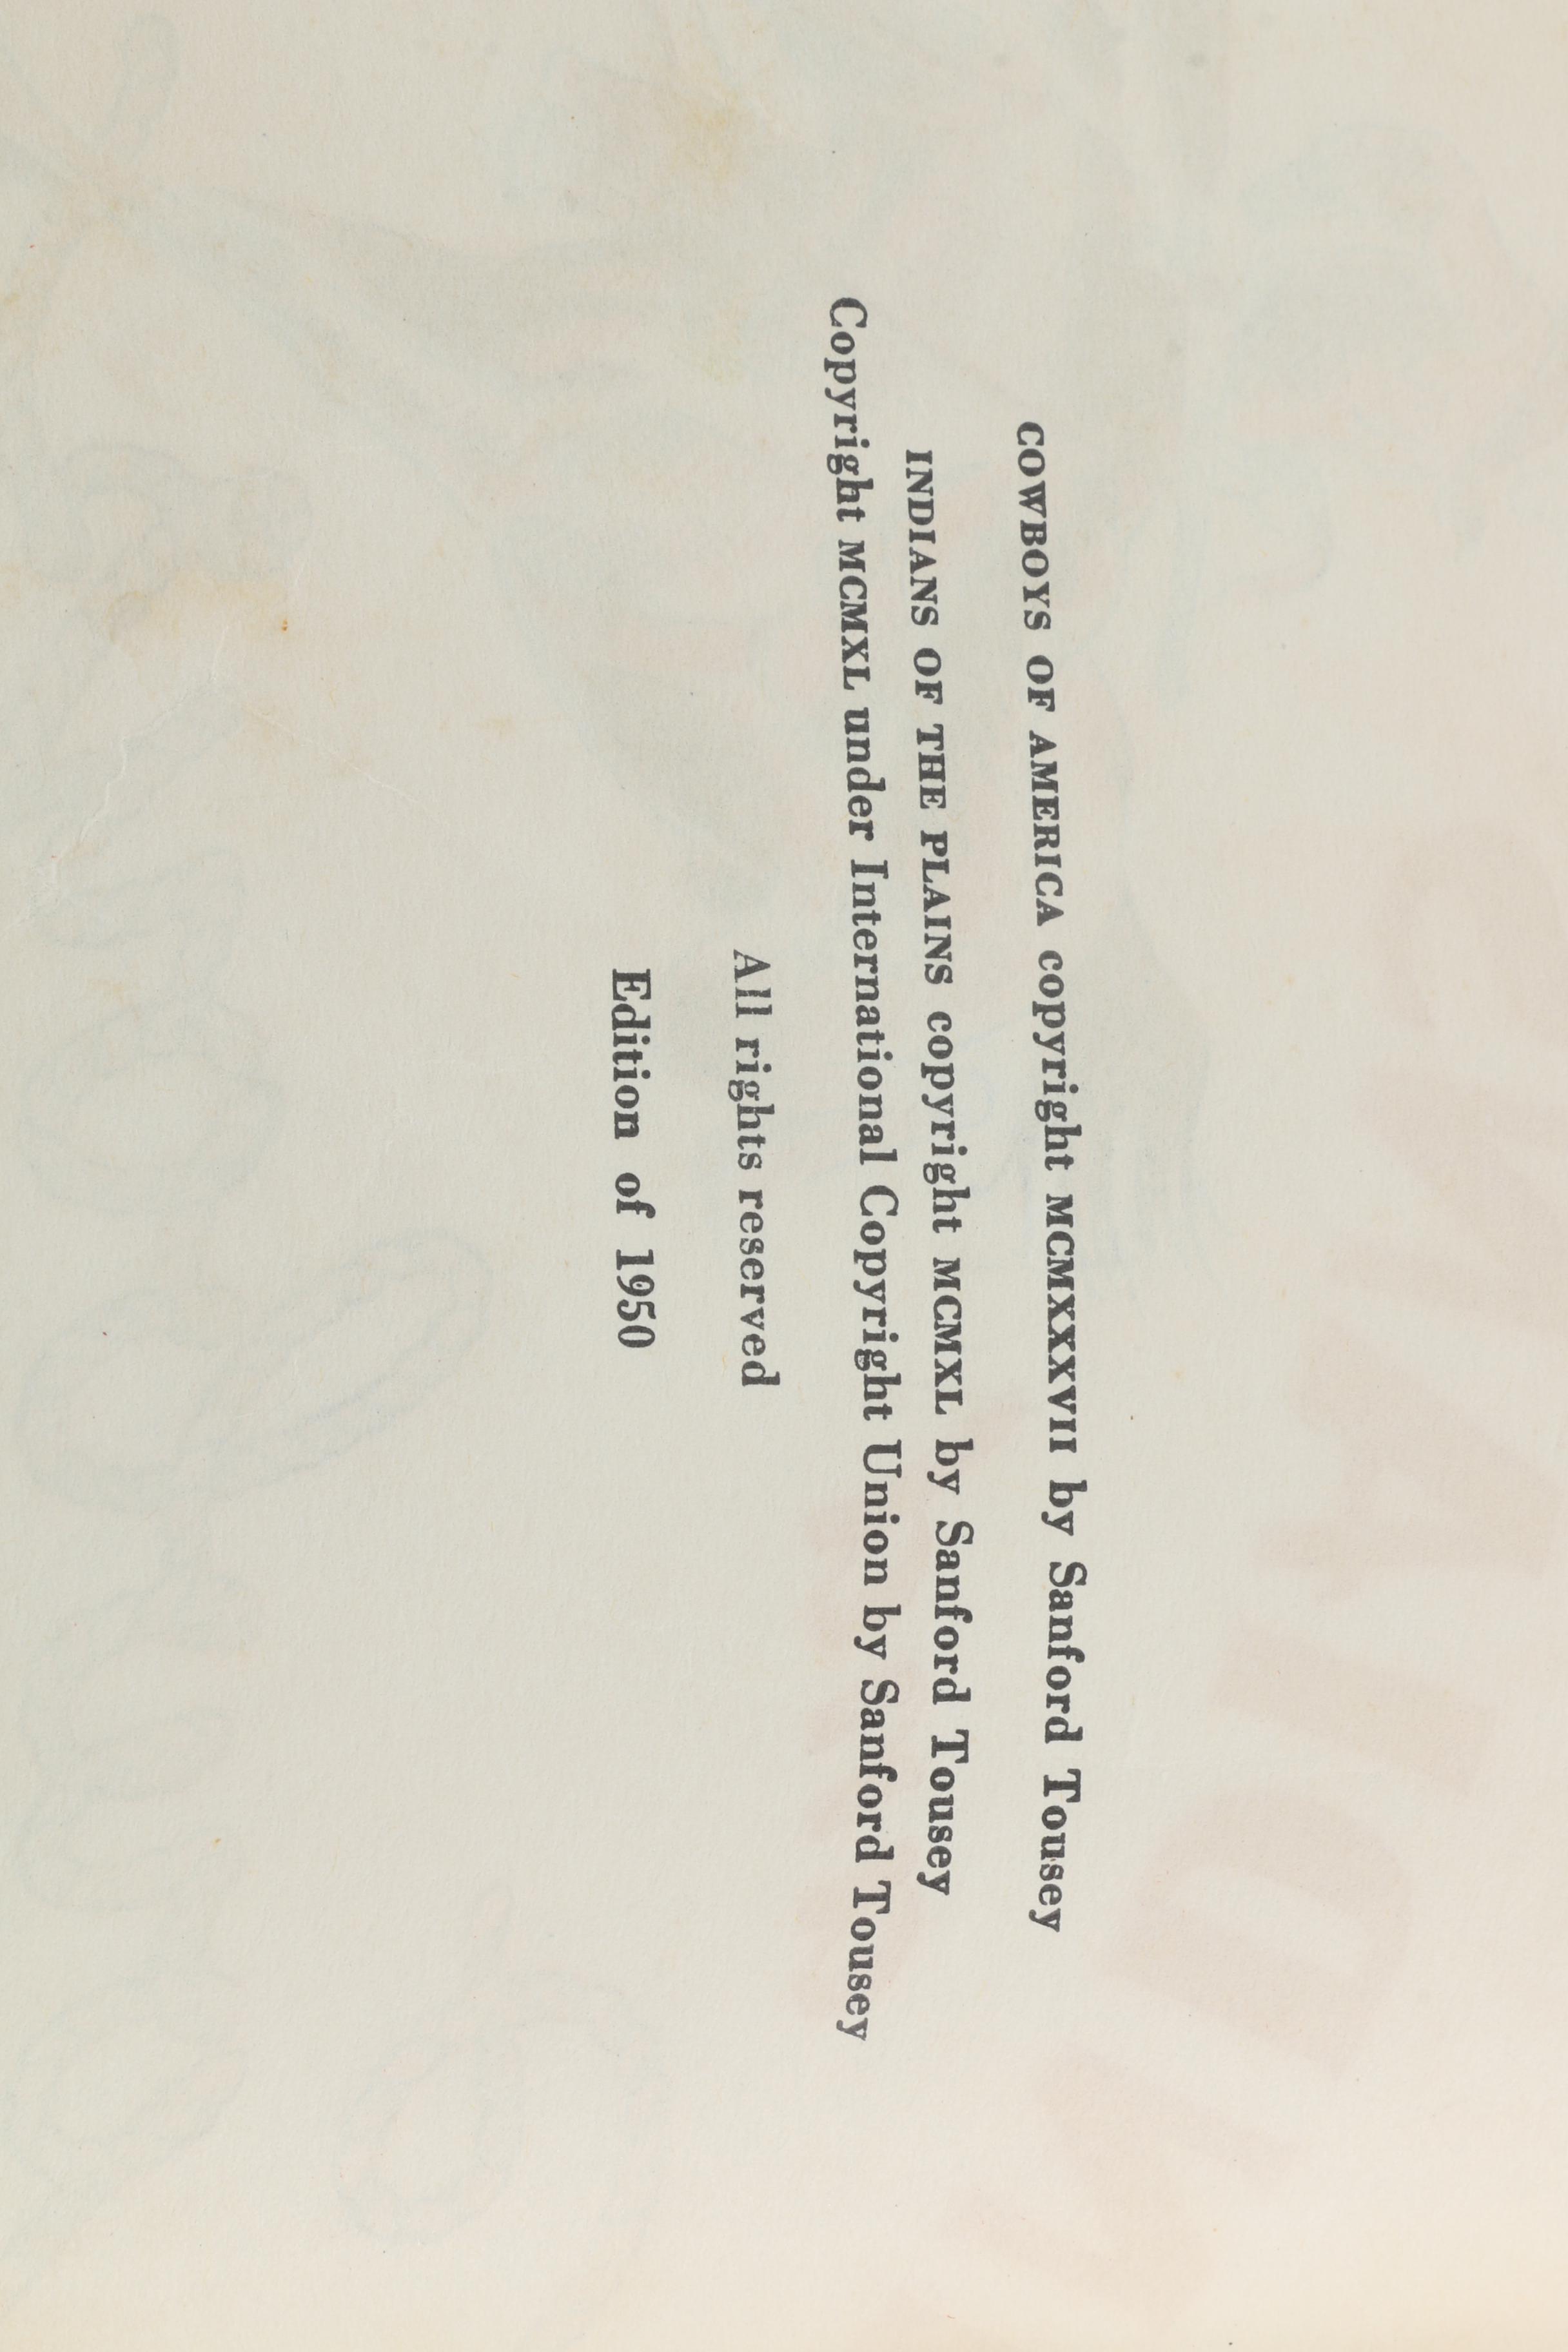 COWBOYS OF AMERICA copyright MCMXXXVII by Sanford Tousey
INDIANS OF THE PLAINS copyright MCMXL by Sanford Tousey
Copyright MCMXL under International Copyright Union by Sanford Tousey
All rights reserved
Edition of 1950